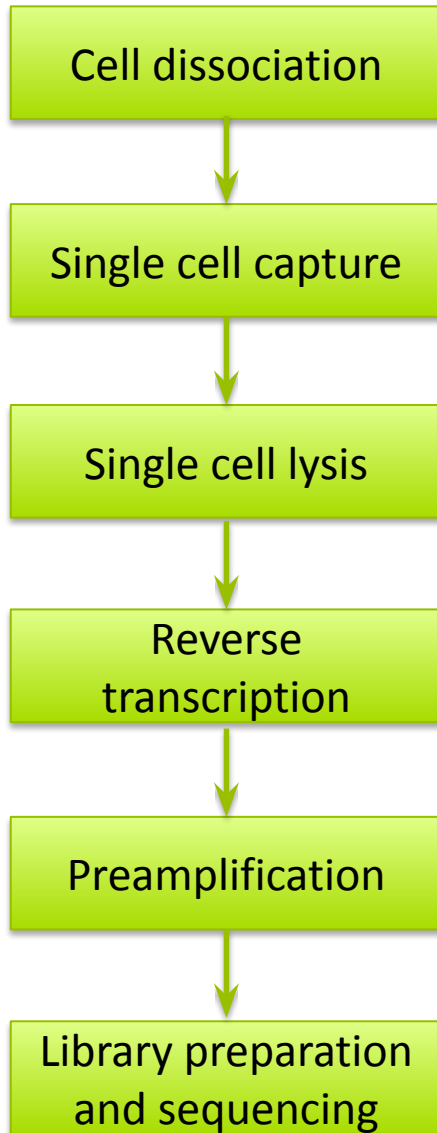 Cell dissociation
Single cell capture
Single cell lysis
Reverse
transcription
Preamplification
Library preparation
and sequencing